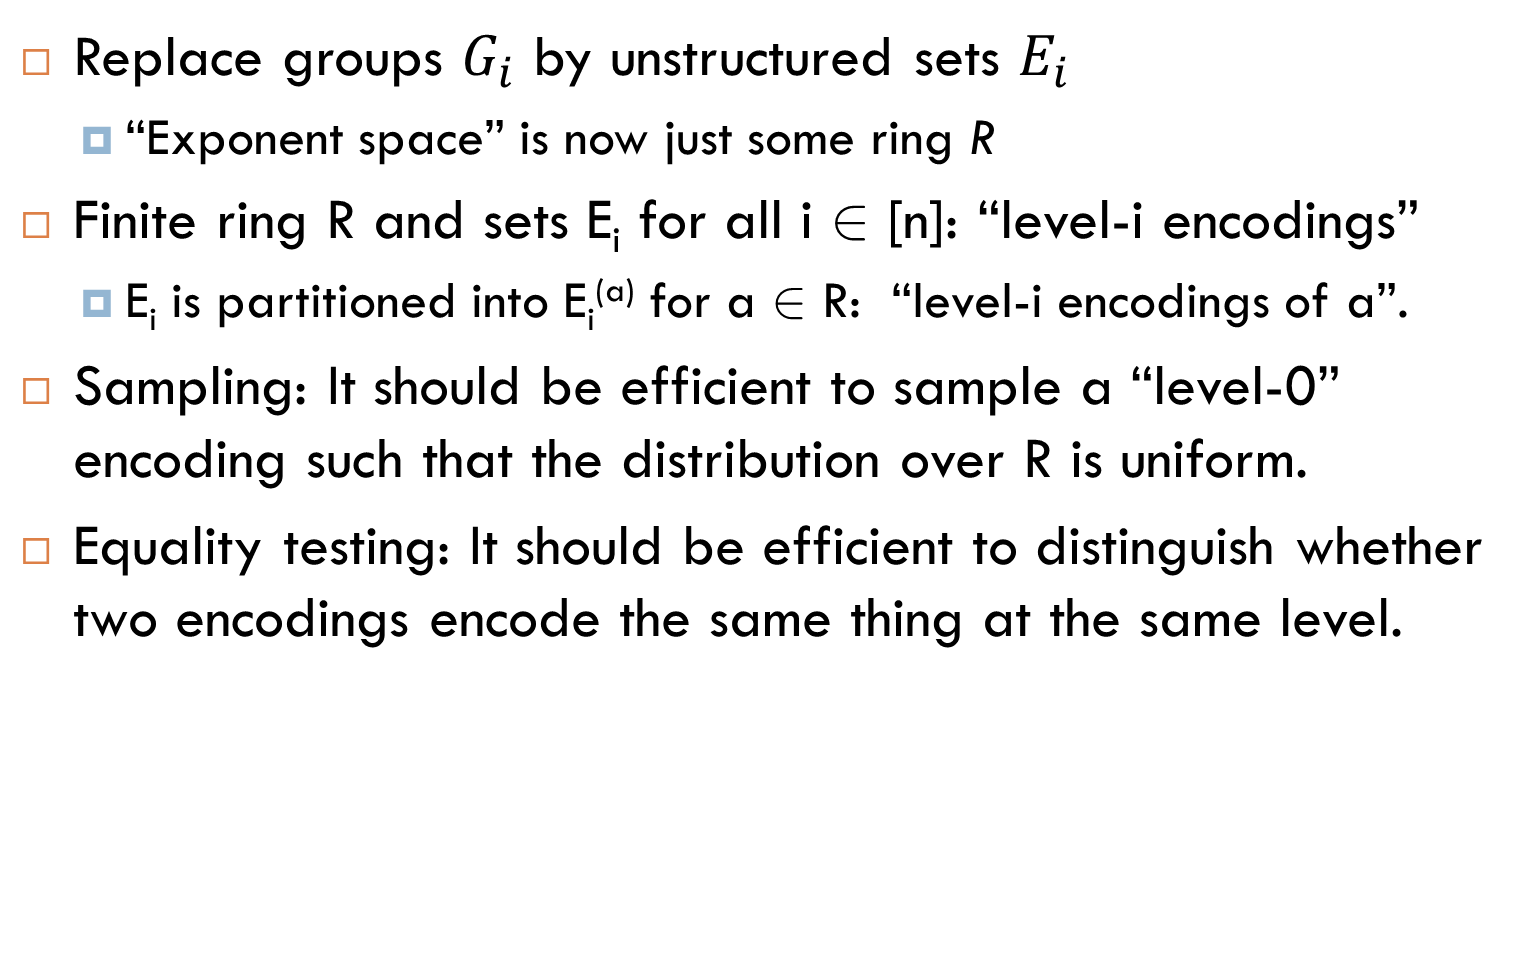 Replace groups Gᵢ by unstructured sets Eᵢ
“Exponent space” is now just some ring R
Finite ring R and sets Eᵢ for all i ∈ [n]: “level-i encodings”
Eᵢ is partitioned into Eᵢ⁽ᵃ⁾ for a ∈ R: “level-i encodings of a”.
Sampling: It should be efficient to sample a “level-0”
encoding such that the distribution over R is uniform.
Equality testing: It should be efficient to distinguish whether
two encodings encode the same thing at the same level.